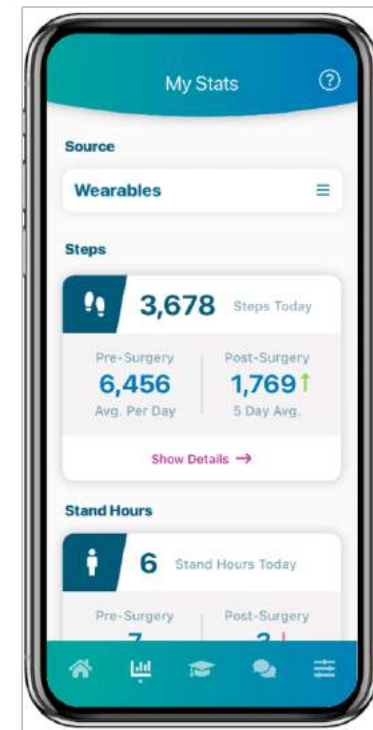 My Stats ?
Source
Wearables
Steps
3,678 Steps Today
Pre-Surgery Post-Surgery
6,456 1,769↑
Avg. Per Day 5 Day Avg.
Show Details →
Stand Hours
6 Stand Hours Today
Pre-Surgery Post-Surgery